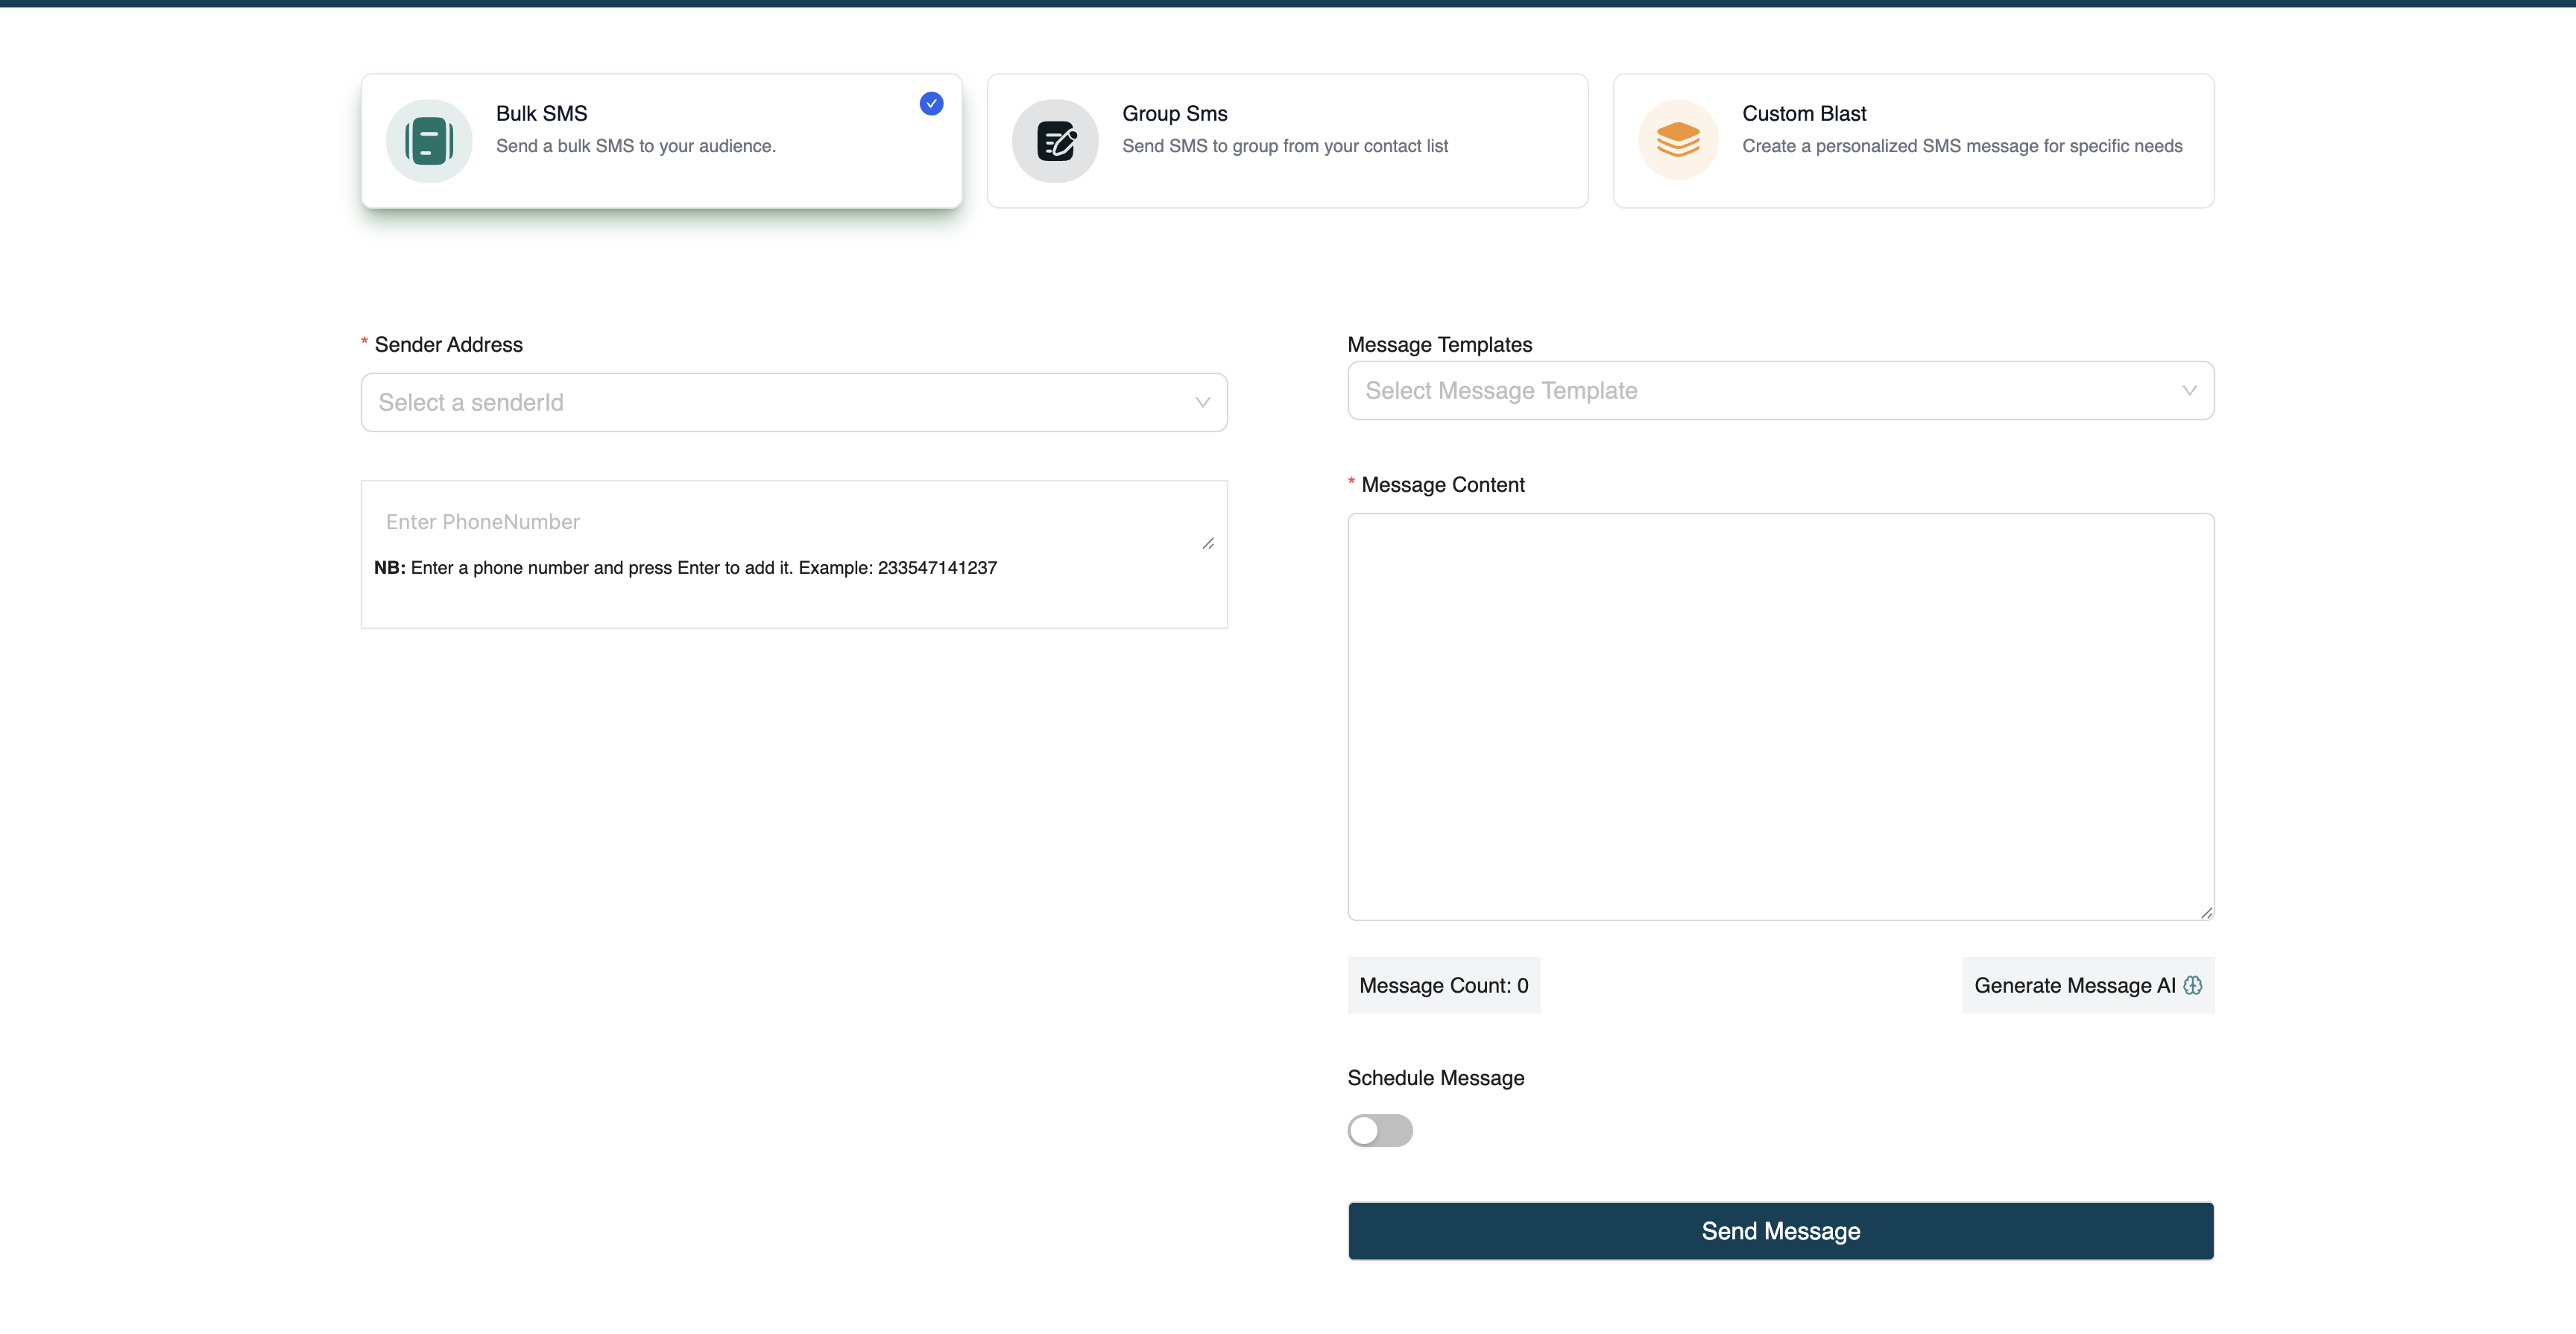 Bulk SMS
Send a bulk SMS to your audience.
Group Sms
Send SMS to group from your contact list
Custom Blast
Create a personalized SMS message for specific needs
* Sender Address
Select a senderId
Enter PhoneNumber
NB: Enter a phone number and press Enter to add it. Example: 233547141237
Message Templates
Select Message Template
* Message Content
Message Count: 0
Generate Message AI
Schedule Message
Send Message